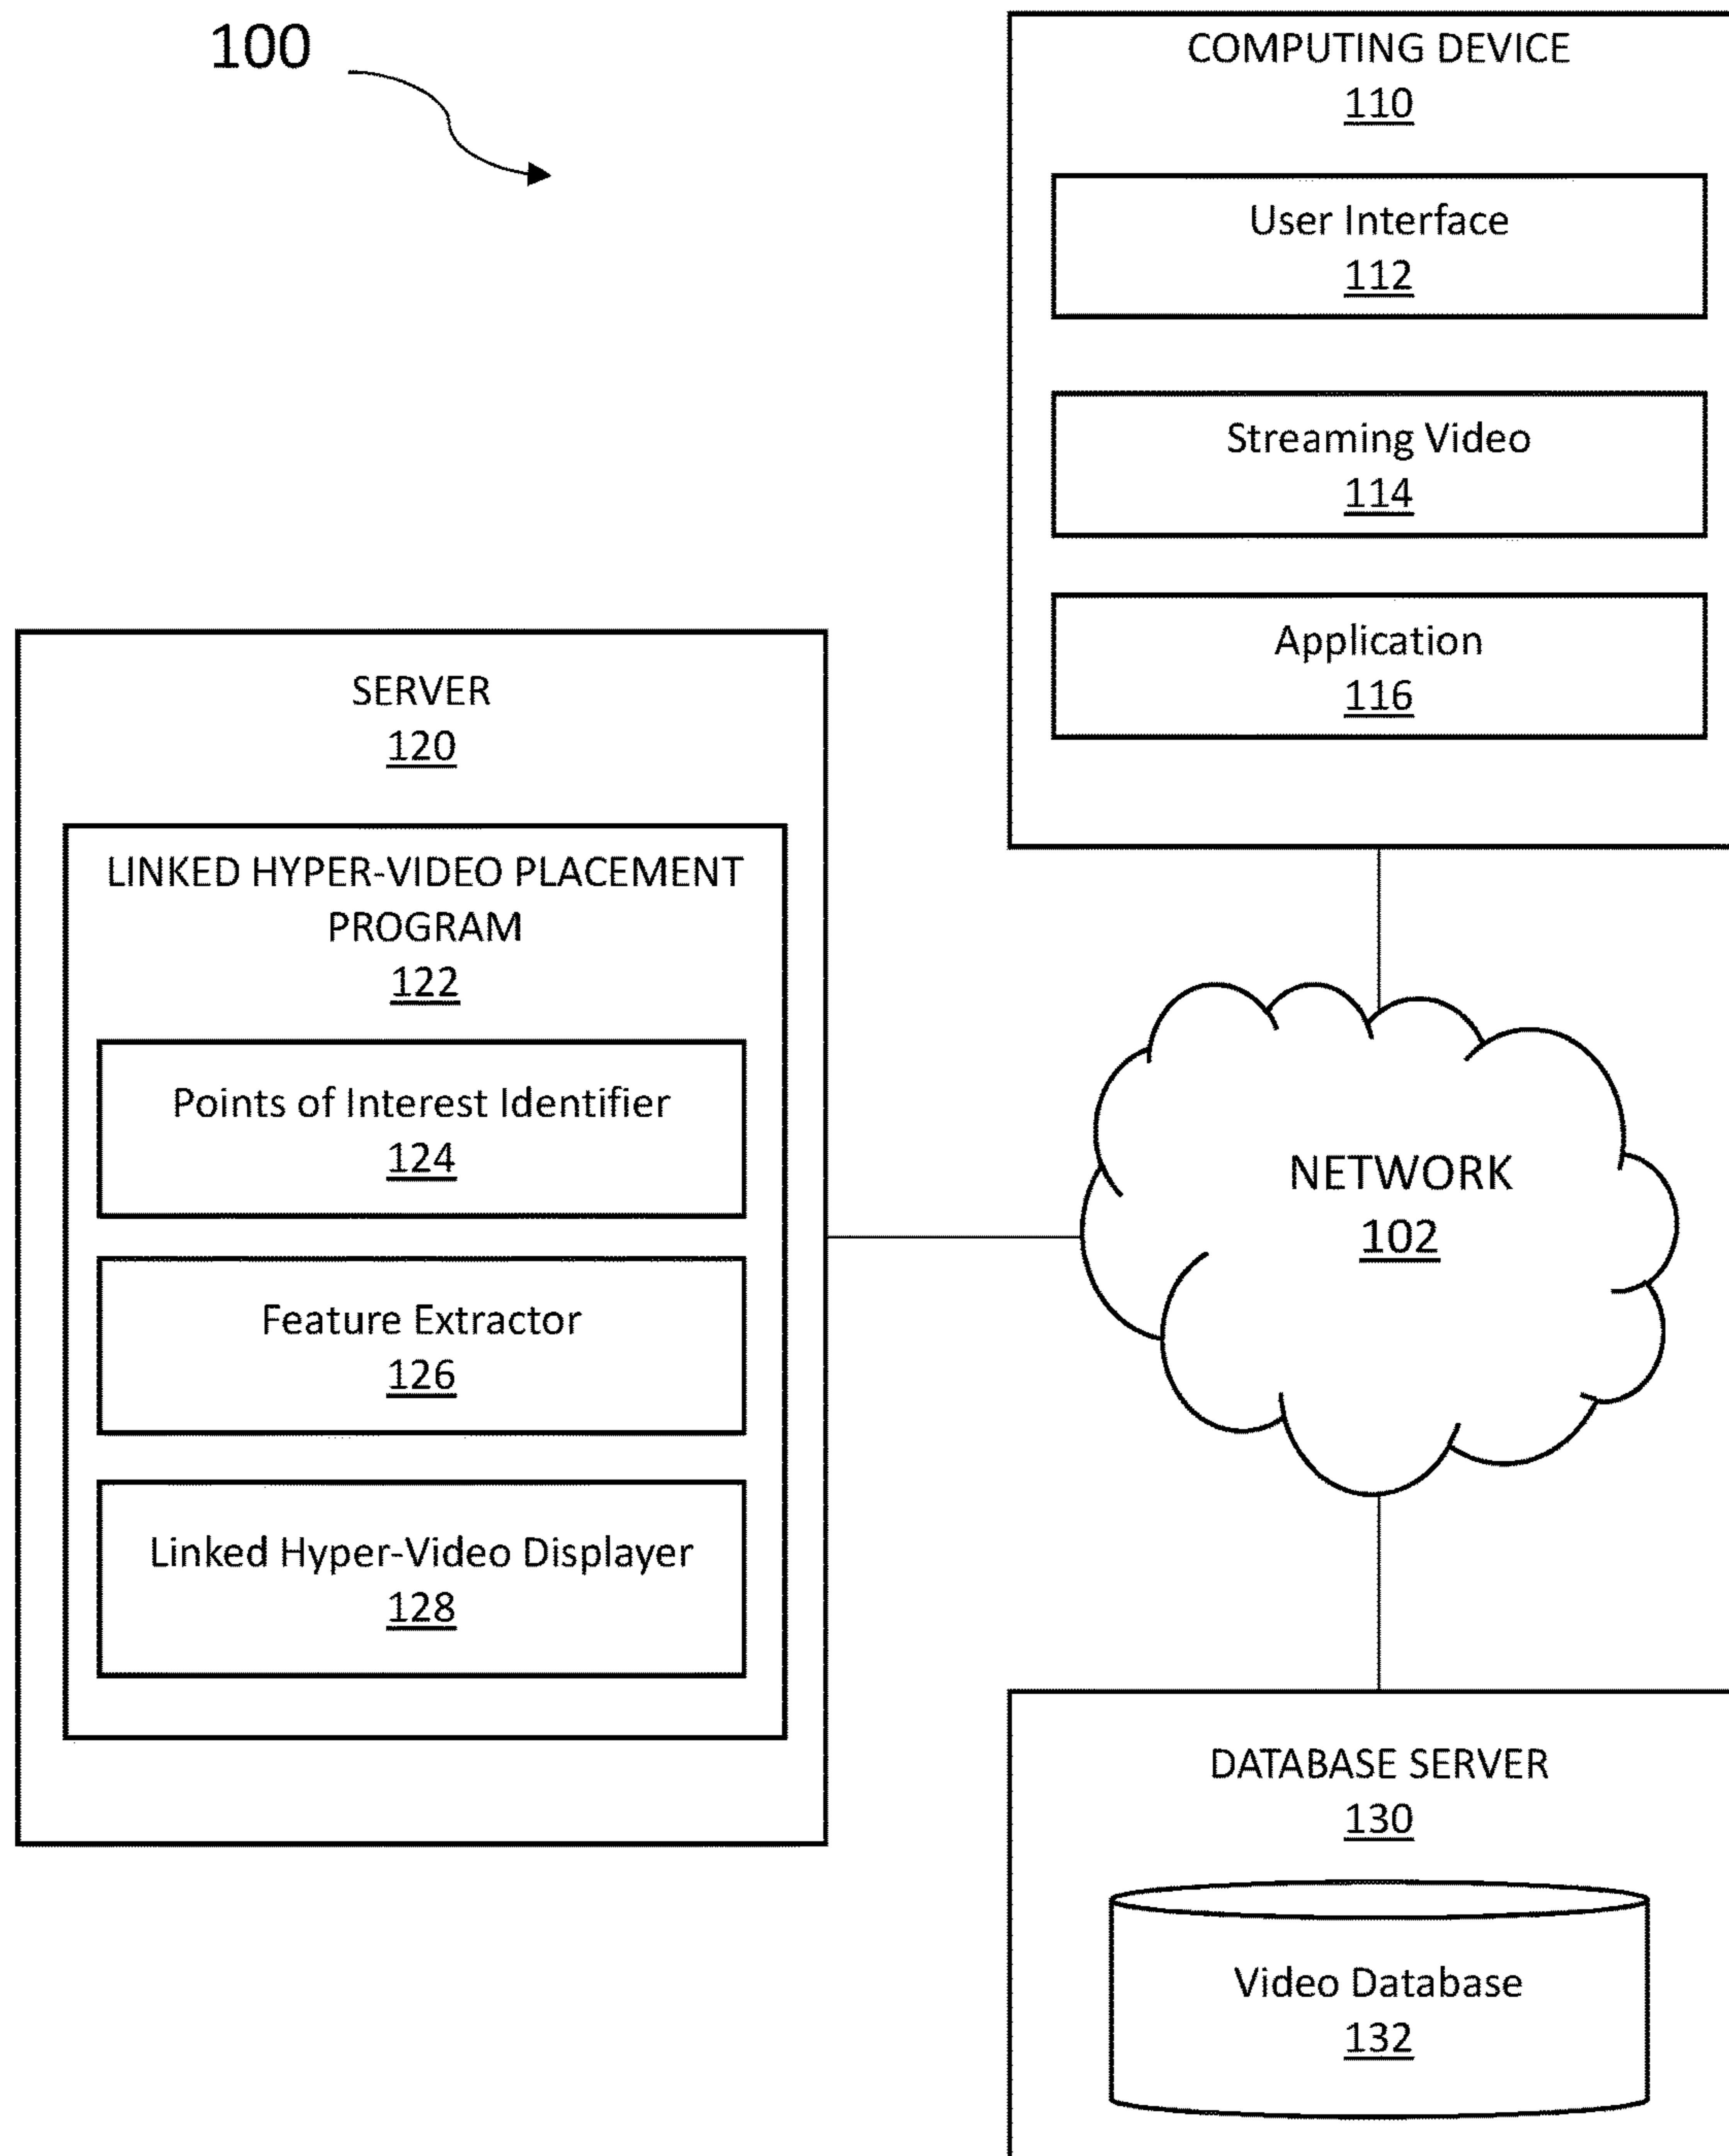 100
COMPUTING DEVICE
110
User Interface
112
Streaming Video
114
Application
116
SERVER
120
LINKED HYPER-VIDEO PLACEMENT
PROGRAM
122
Points of Interest Identifier
124
Feature Extractor
126
Linked Hyper-Video Displayer
128
NETWORK
102
DATABASE SERVER
130
Video Database
132